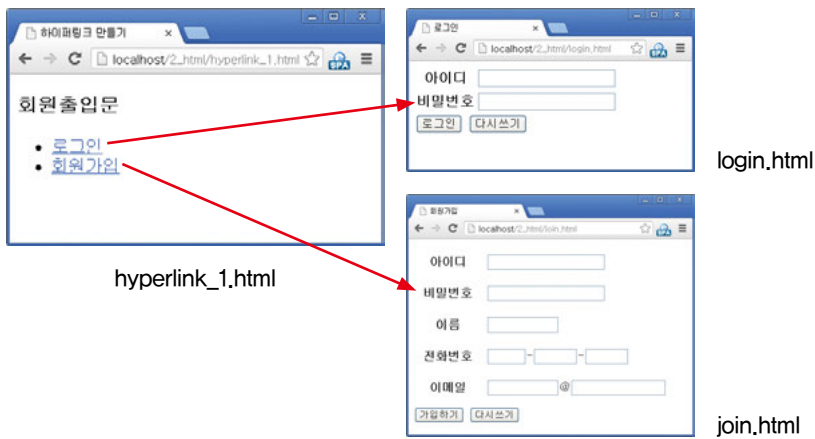 하이퍼링크 만들기
localhost/2_html/hyperlink_1.html
회원출입문
로그인
회원가입
hyperlink_1.html
로그인
localhost/2_html/login.html
아이디
비밀번호
로그인 다시쓰기
login.html
회원가입
localhost/2_html/join.html
아이디
비밀번호
이름
전화번호 - -
이메일 @
가입하기 다시쓰기
join.html